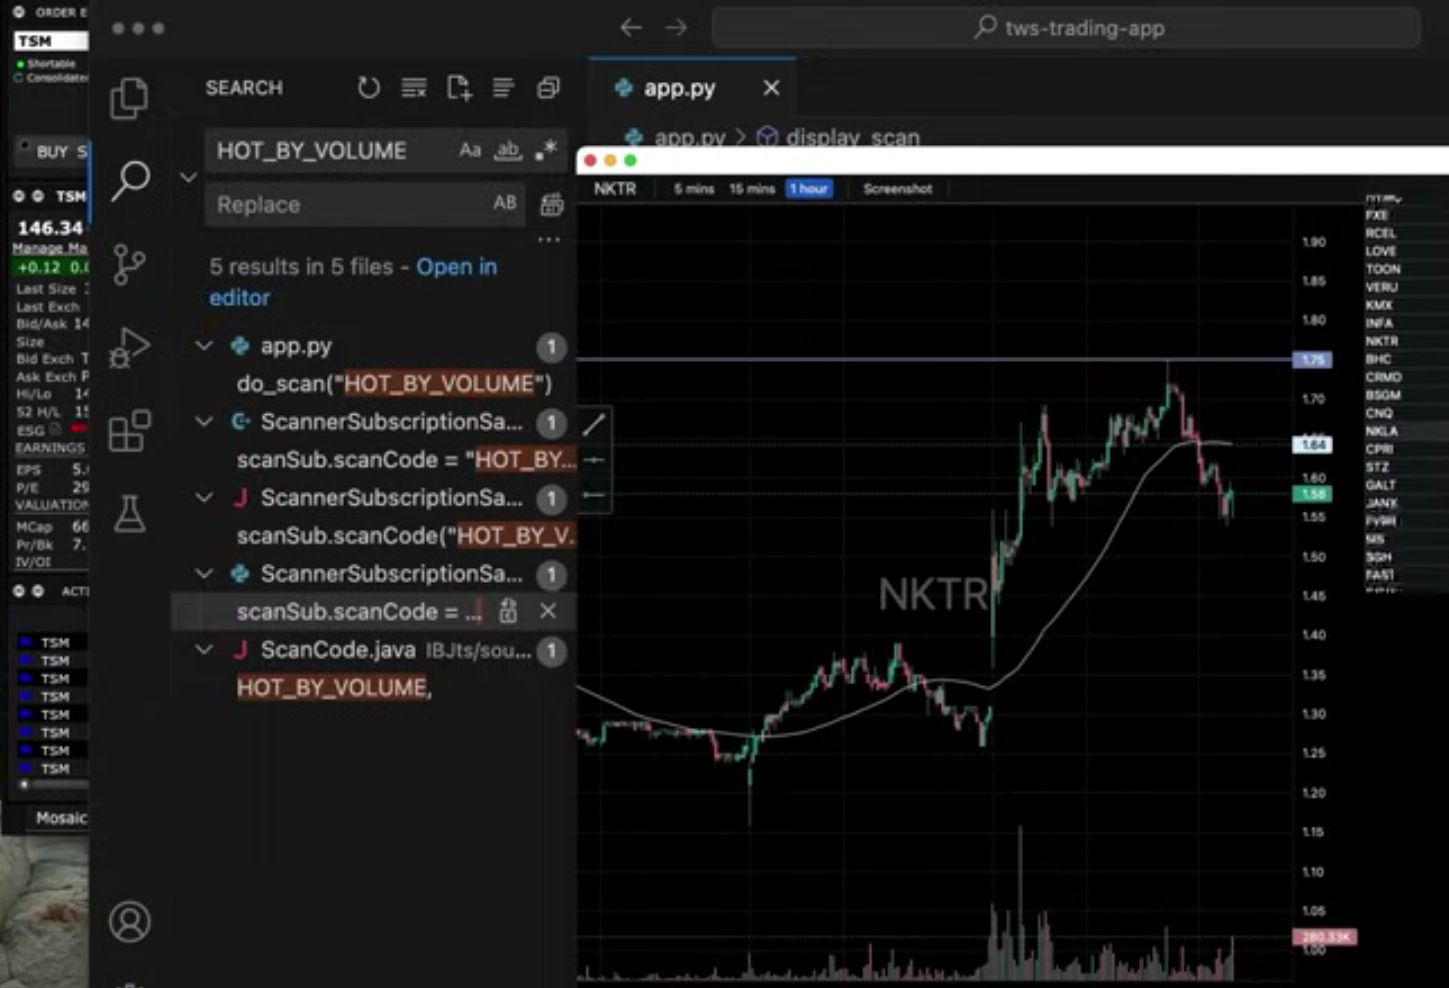 ORDER E
TSM
Shortable
Consolidate
BUY S
TSM
146.34
Manage Ma
+0.12 0.
Last Size
Last Exch
Bid/Ask 14
Size
Bid Exch T
Ask Exch P
Hi/Lo 14
52 H/L 15
ESG
EARNINGS
EPS 5.
P/E 29
VALUATION
MCap 66
Pr/Bk 7.
IV/OI
ACTI
TSM
TSM
TSM
TSM
TSM
TSM
TSM
TSM
Mosaic
SEARCH
HOT_BY_VOLUME Aa ab .*
Replace AB
...
5 results in 5 files - Open in
editor
app.py 1
do_scan("HOT_BY_VOLUME")
ScannerSubscriptionSa... 1
scanSub.scanCode = "HOT_BY...
ScannerSubscriptionSa... 1
scanSub.scanCode("HOT_BY_V...
ScannerSubscriptionSa... 1
scanSub.scanCode = ...
ScanCode.java IBJts/sou... 1
HOT_BY_VOLUME,
tws-trading-app
app.py
app.py > display_scan
NKTR 5 mins 15 mins 1 hour Screenshot
NKTR
1.90
1.85
1.80
1.75
1.70
1.64
1.60
1.58
1.55
1.50
1.45
1.40
1.35
1.30
1.25
1.20
1.15
1.10
1.05
280.33K
1.00
FXE
RCEL
LOVE
TOON
VERU
KMX
INFA
NKTR
BHC
CRMD
BSGM
CNQ
NKLA
CPRI
STZ
GALT
JANX
MS
SGH
FAST